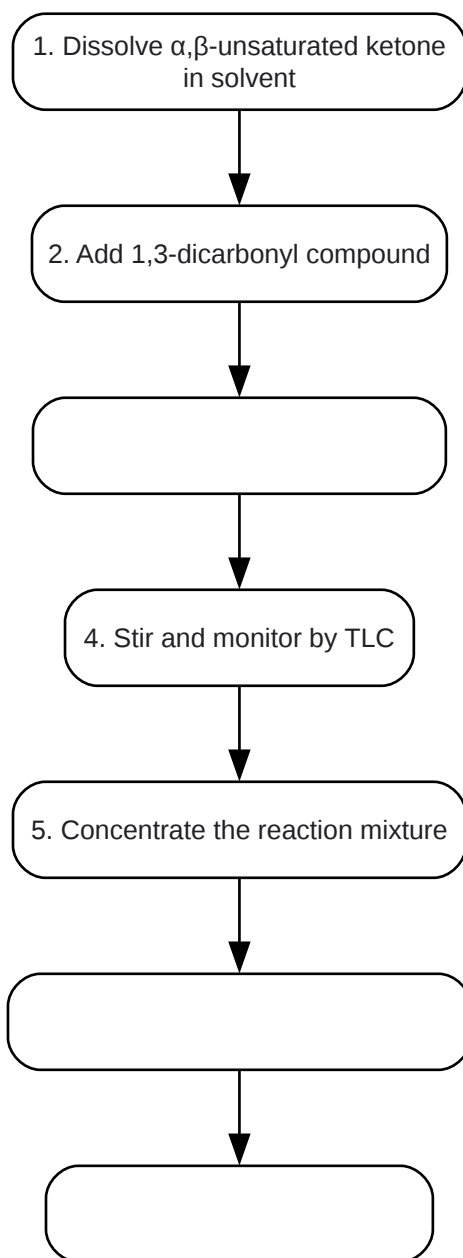 1. Dissolve α,β-unsaturated ketone
in solvent
2. Add 1,3-dicarbonyl compound
4. Stir and monitor by TLC
5. Concentrate the reaction mixture